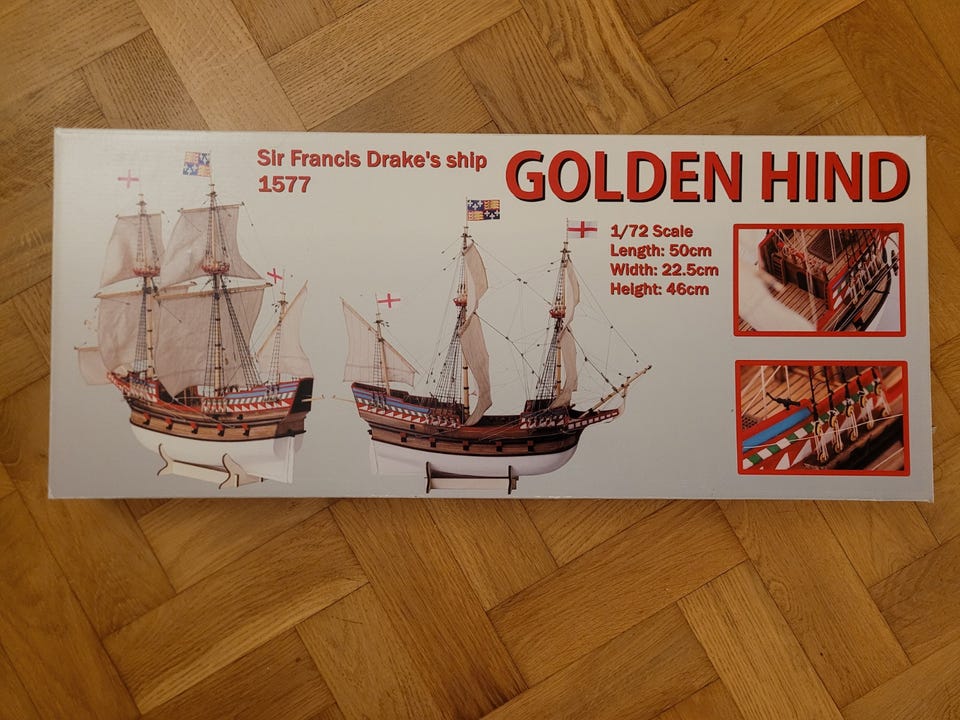 Sir Francis Drake's ship
1577
GOLDEN HIND
1/72 Scale
Length: 50cm
Width: 22.5cm
Height: 46cm